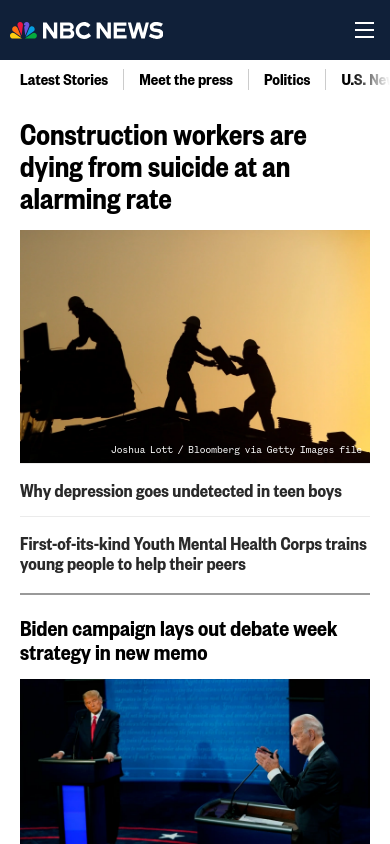 NBC NEWS
Latest Stories
Meet the press
Politics
U.S. Ne
Construction workers are
dying from suicide at an
alarming rate
Joshua Lott / Bloomberg via Getty Images file
Why depression goes undetected in teen boys
First-of-its-kind Youth Mental Health Corps trains
young people to help their peers
Biden campaign lays out debate week
strategy in new memo